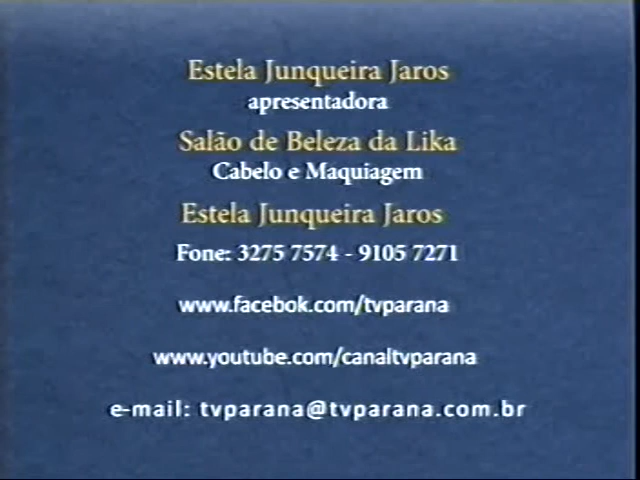 Estela Junqueira Jaros
apresentadora
Salão de Beleza da Lika
Cabelo e Maquiagem
Estela Junqueira Jaros
Fone: 3275 7574 - 9105 7271
www.facebok.com/tvparana
www.youtube.com/canaltvparana
e-mail: tvparana@tvparana.com.br